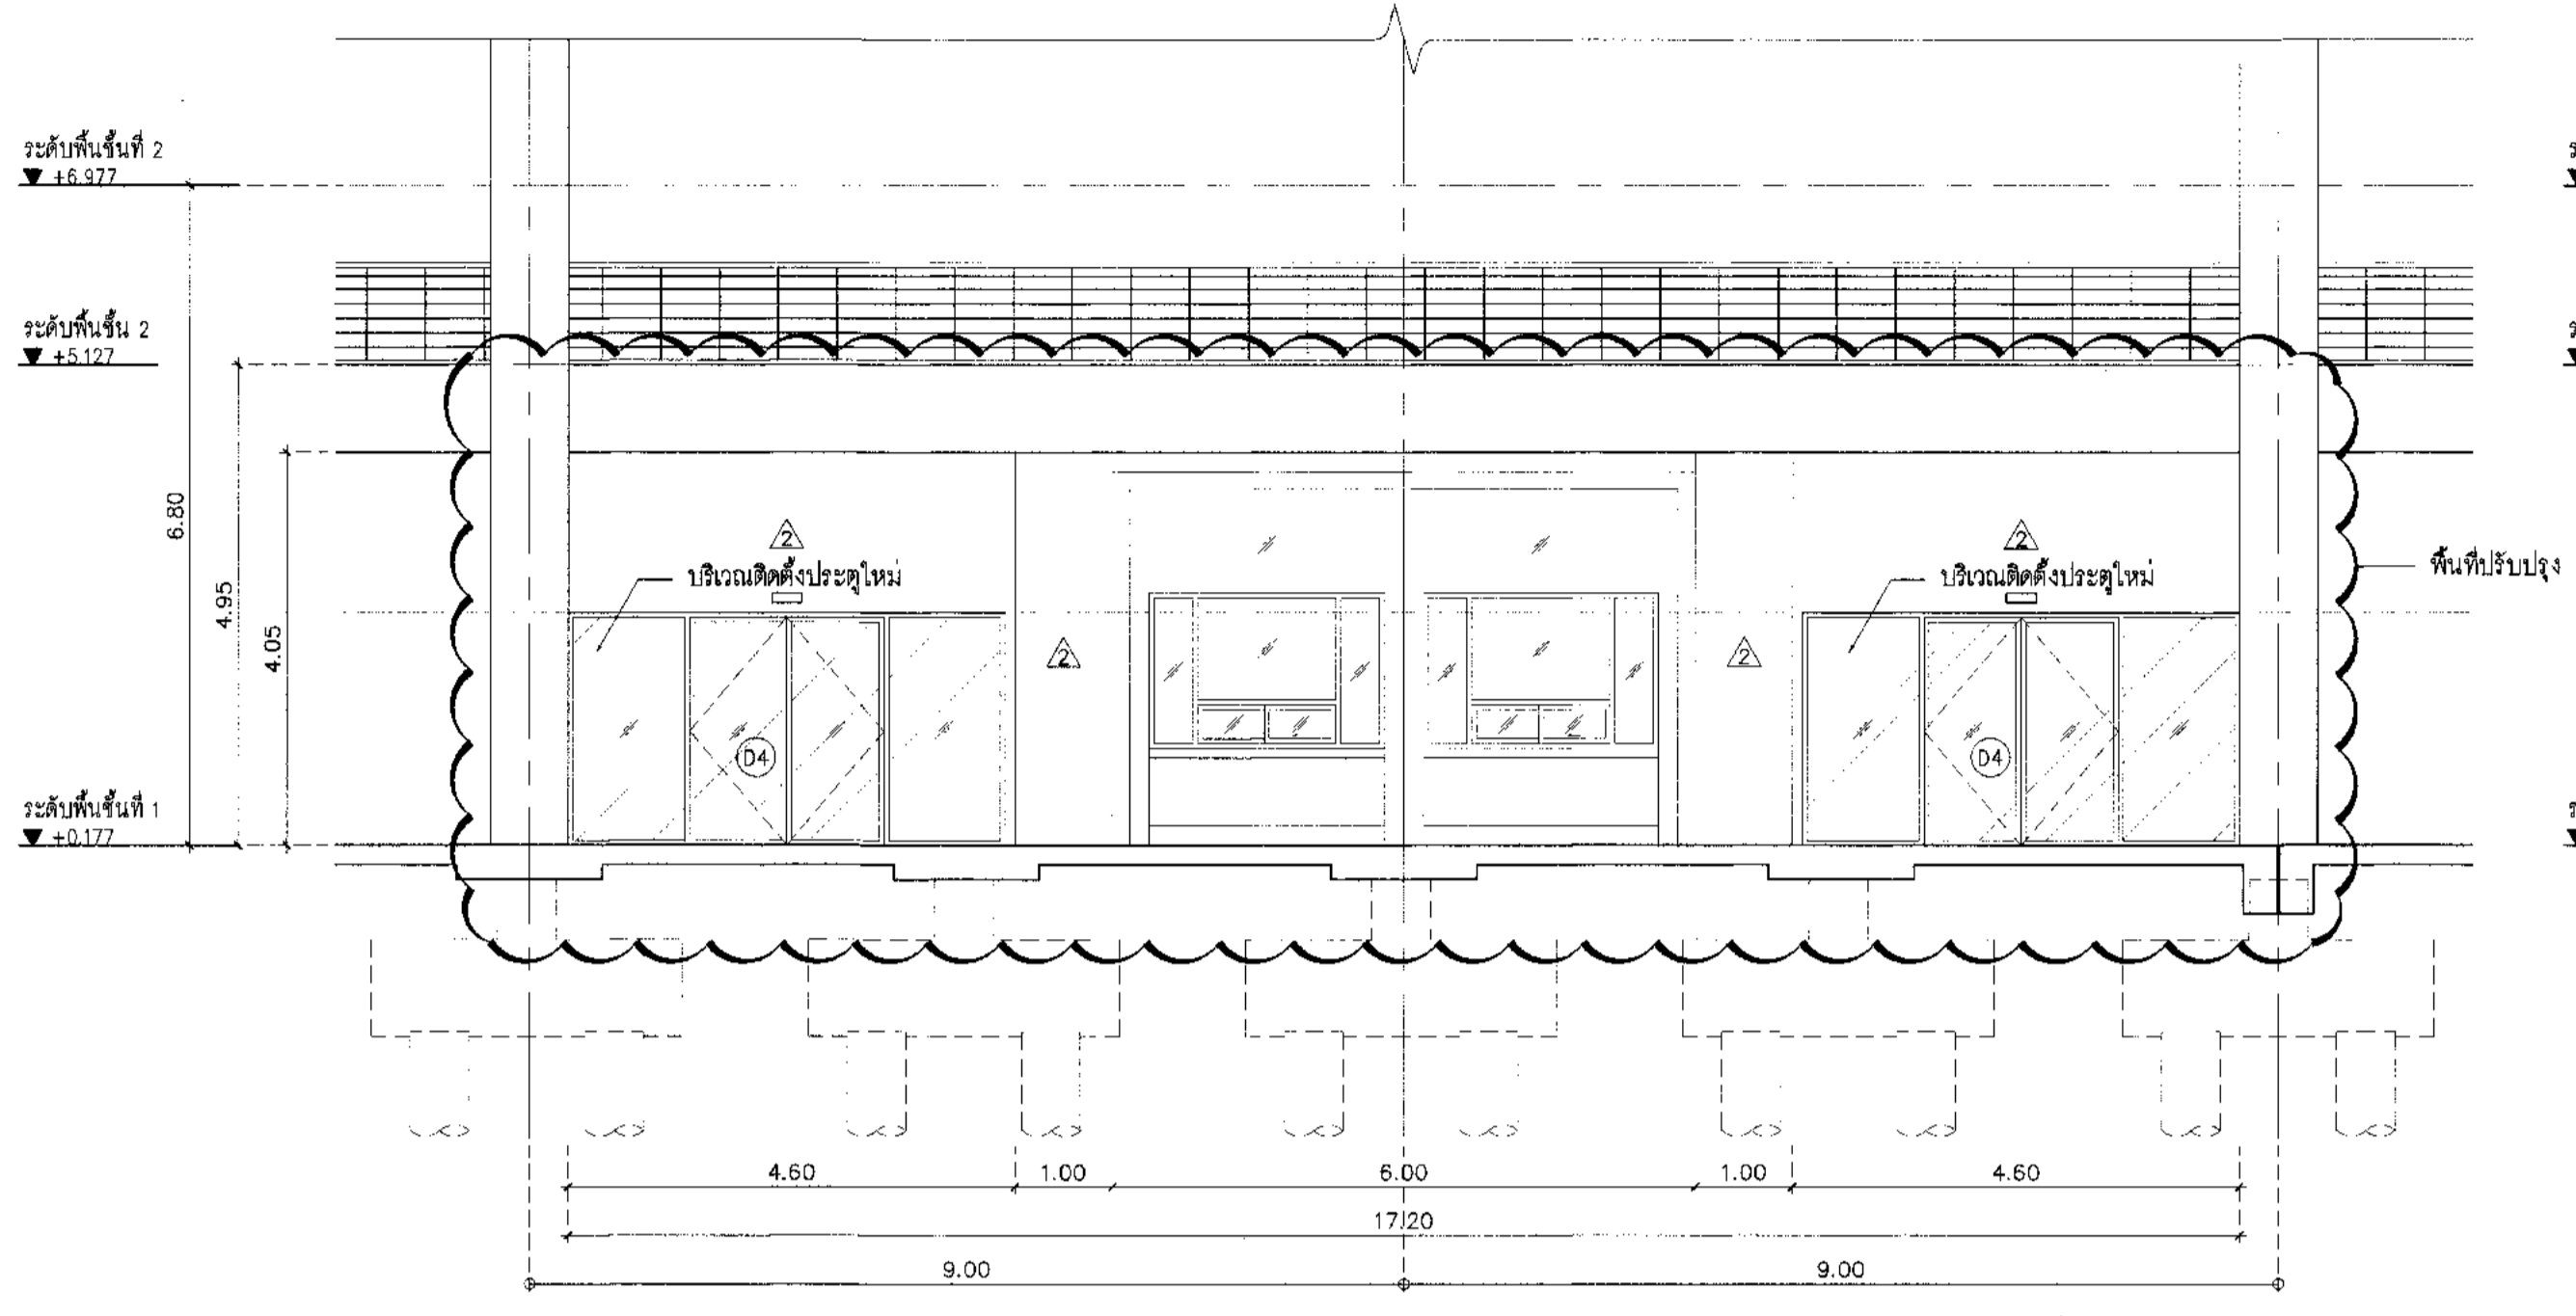 ระดับพื้นชั้นที่ 2
+6.977
ระดับพื้นชั้น 2
+5.127
6.80
4.95
4.05
2
บริเวณติดตั้งประตูใหม่
2
บริเวณติดตั้งประตูใหม่
พื้นที่ปรับปรุง
2
2
D4
D4
ระดับพื้นชั้นที่ 1
+0.177
4.60
1.00
6.00
1.00
4.60
17.20
9.00
9.00